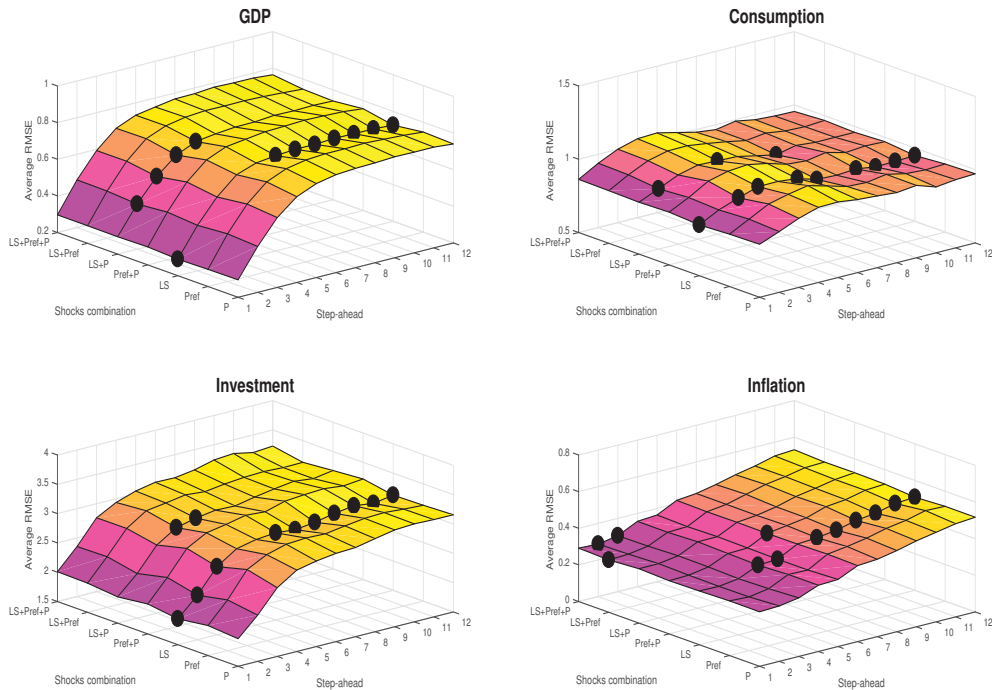 GDP
1
0.8
0.6
0.4
0.2
Average RMSE
LS+Pref+P
LS+Pref
LS+P
Pref+P
LS
Pref
P
Shocks combination
1
2
3
4
5
6
7
8
9
10
11
12
Step-ahead
Consumption
1.5
1
0.5
Average RMSE
LS+Pref+P
LS+Pref
LS+P
Pref+P
LS
Pref
P
Shocks combination
1
2
3
4
5
6
7
8
9
10
11
12
Step-ahead
Investment
4
3.5
3
2.5
2
1.5
Average RMSE
LS+Pref+P
LS+Pref
LS+P
Pref+P
LS
Pref
P
Shocks combination
1
2
3
4
5
6
7
8
9
10
11
12
Step-ahead
Inflation
0.8
0.6
0.4
0.2
0
Average RMSE
LS+Pref+P
LS+Pref
LS+P
Pref+P
LS
Pref
P
Shocks combination
1
2
3
4
5
6
7
8
9
10
11
12
Step-ahead